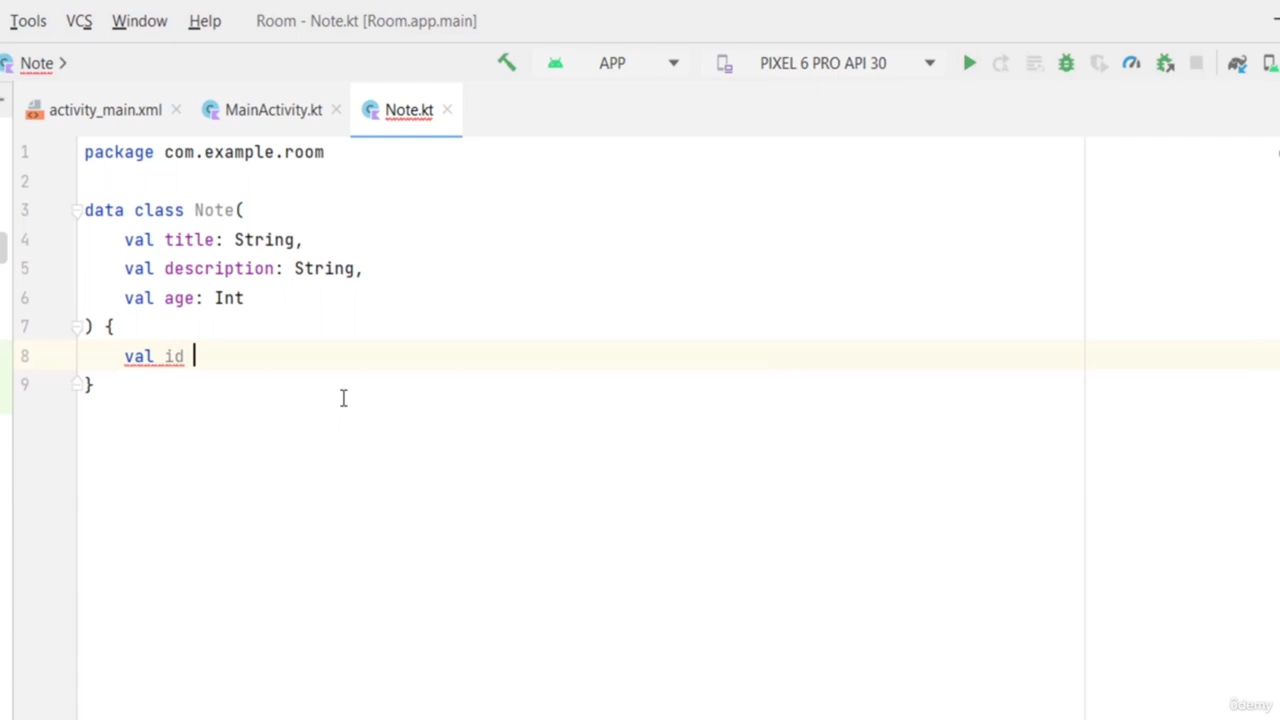 Tools VCS Window Help Room - Note.kt [Room.app.main]
Note APP PIXEL 6 PRO API 30
activity_main.xml MainActivity.kt Note.kt
1 package com.example.room
2
3 data class Note(
4 val title: String,
5 val description: String,
6 val age: Int
7 ) {
8 val id
9 }
ûdemy